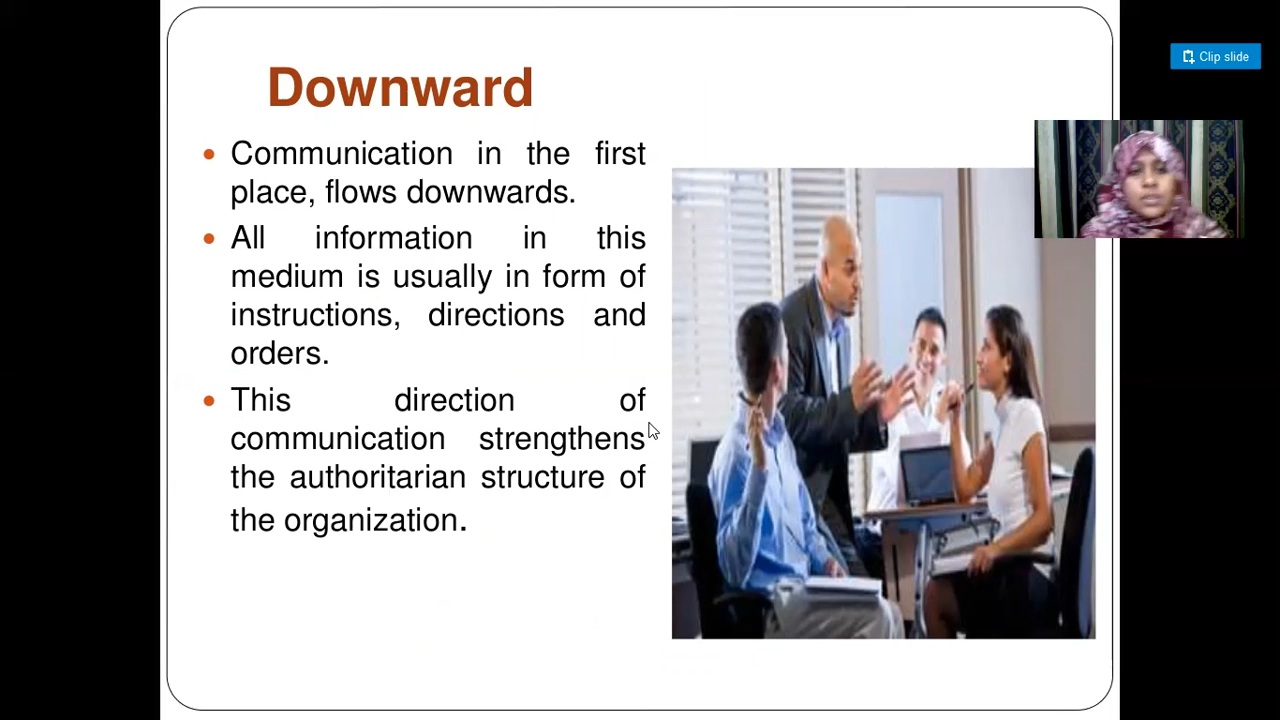 Clip slide
Downward
Communication in the first
place, flows downwards.
All information in this
medium is usually in form of
instructions, directions and
orders.
This direction of
communication strengthens
the authoritarian structure of
the organization.